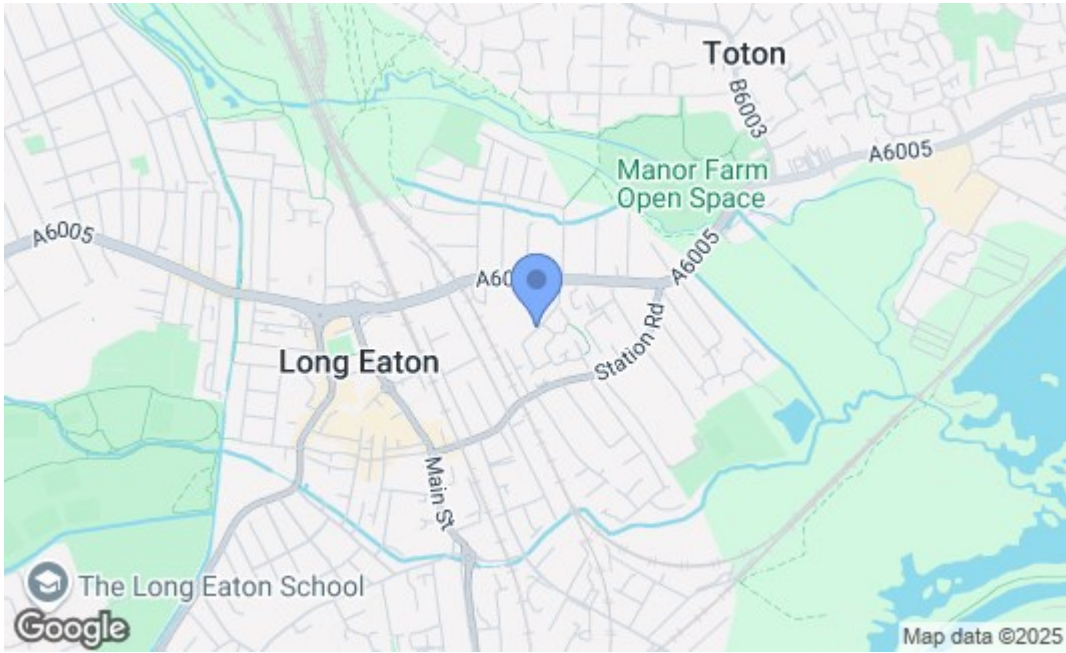 Toton
B6003
A6005
Manor Farm
Open Space
A6005
A6005
Station Rd
Long Eaton
Main St
The Long Eaton School
Google
Map data ©2025